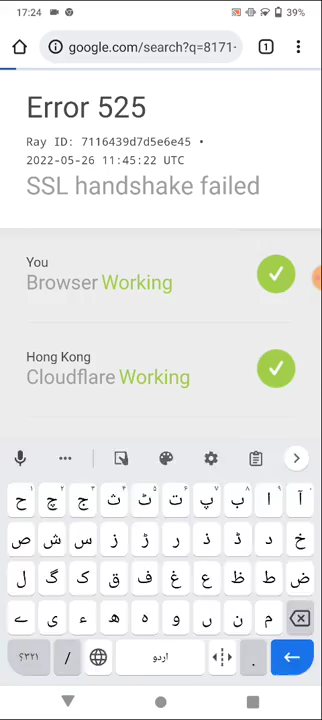 17:24 39%
google.com/search?q=8171- 1
Error 525
Ray ID: 7116439d7d5e6e45 •
2022-05-26 11:45:22 UTC
SSL handshake failed
You
Browser Working
Hong Kong
Cloudflare Working
ح چ ج ث ٹ ت پ ب ا آ
ص ش س ز ڑ ر ذ ڈ د خ
ل گ ک ق ف غ ع ظ ط ض
ے ی ء ھ ہ و ں ن م
؟۳۲۱ / اردو .